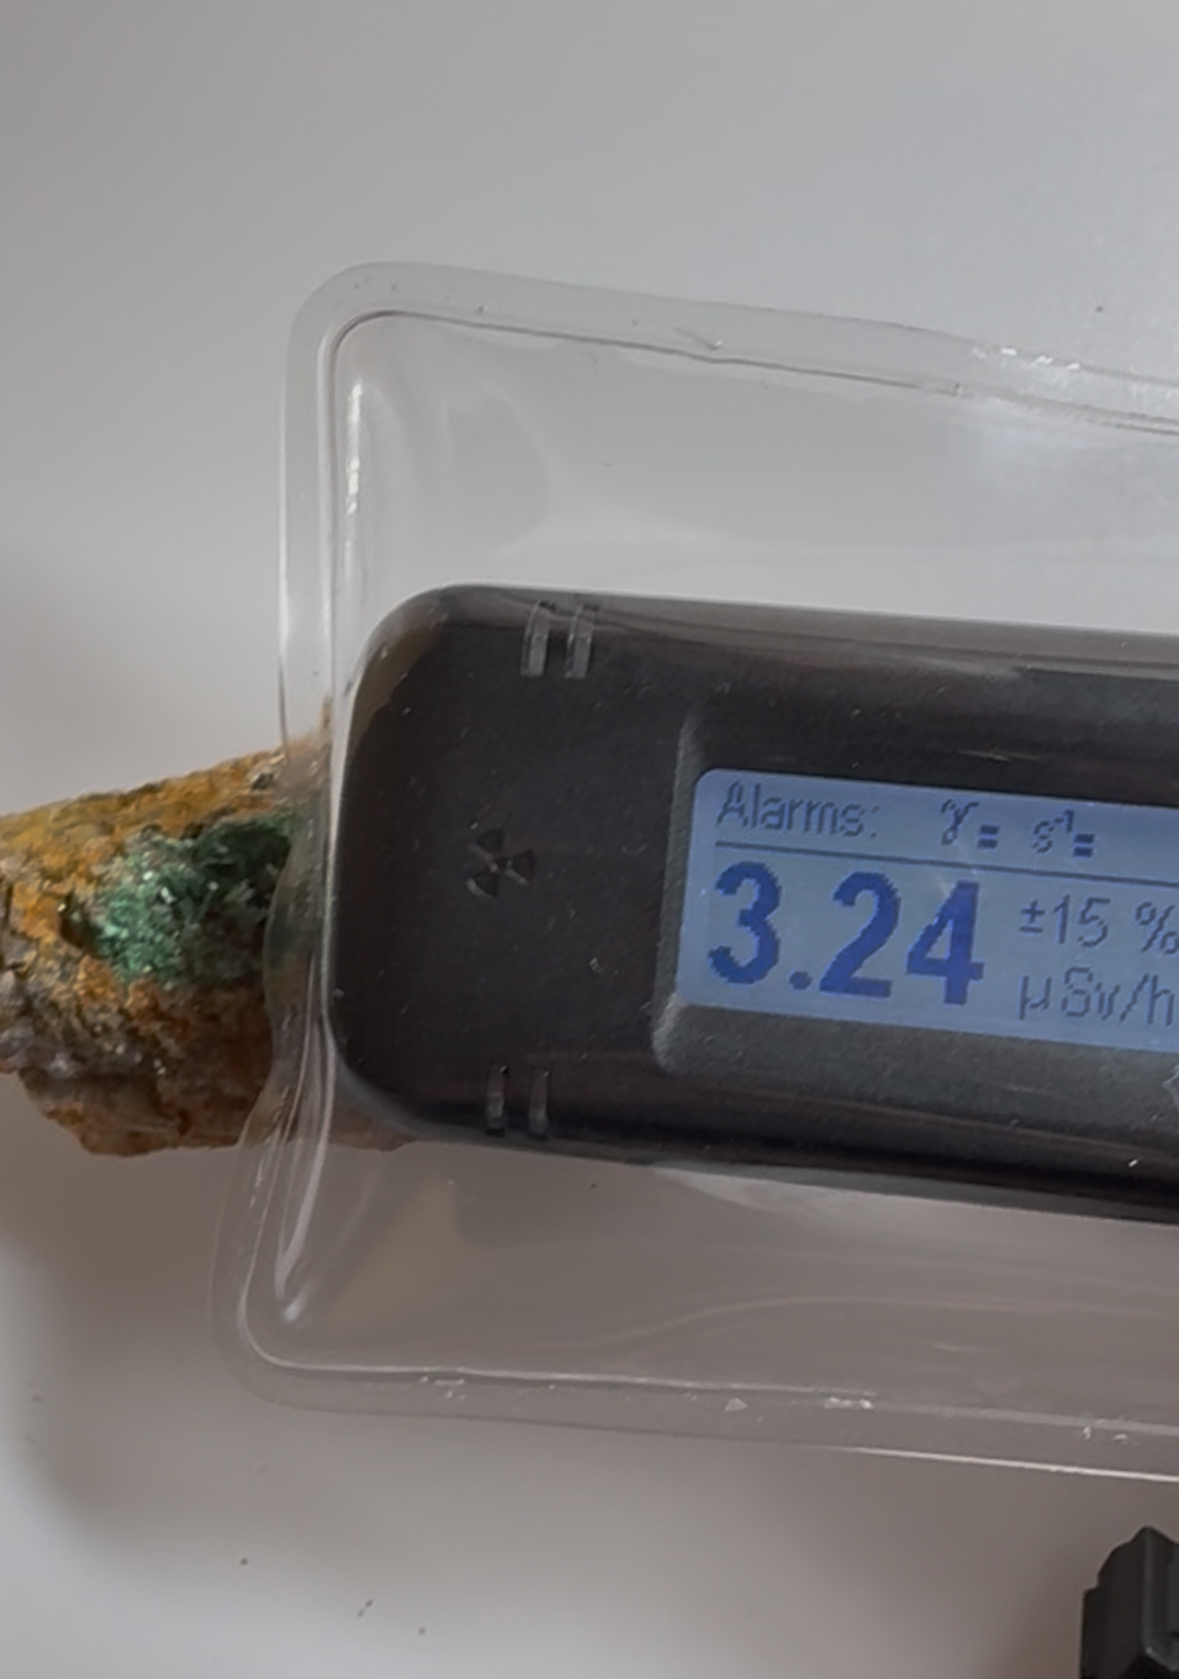 Alarms: γ= s⁻¹=
3.24 ±15 %
μSv/h